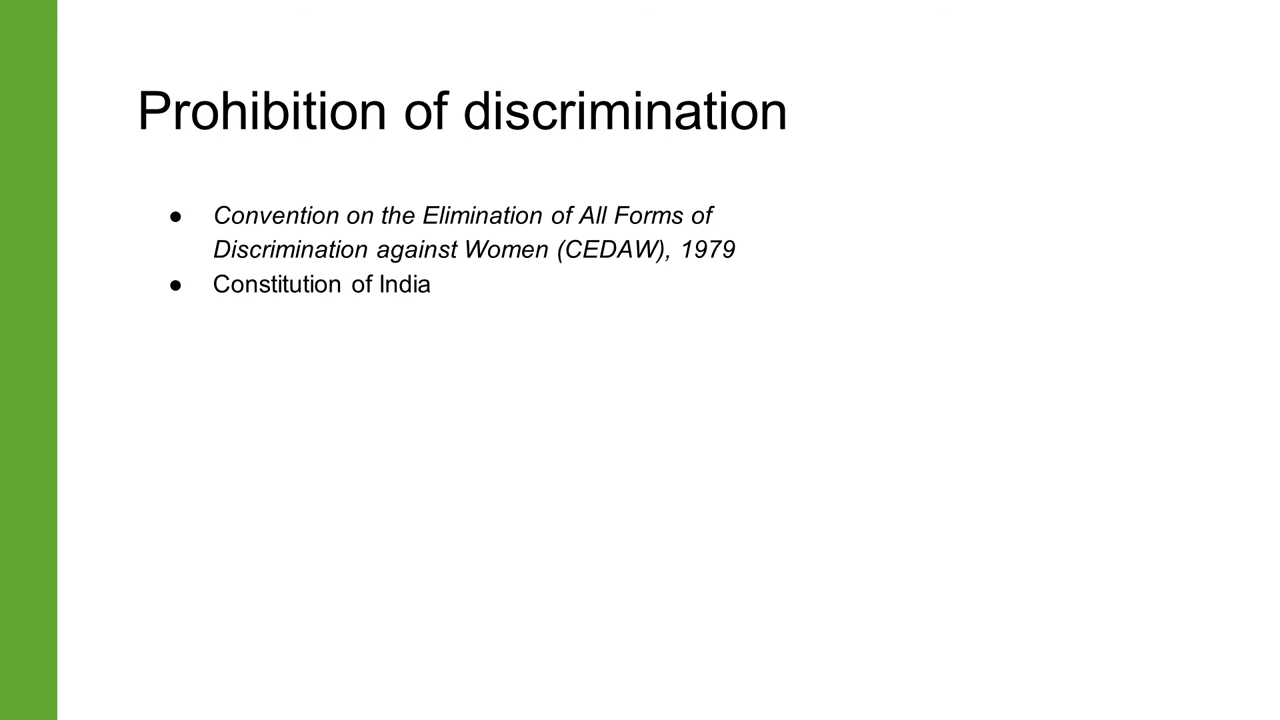 Prohibition of discrimination
● Convention on the Elimination of All Forms of
Discrimination against Women (CEDAW), 1979
● Constitution of India